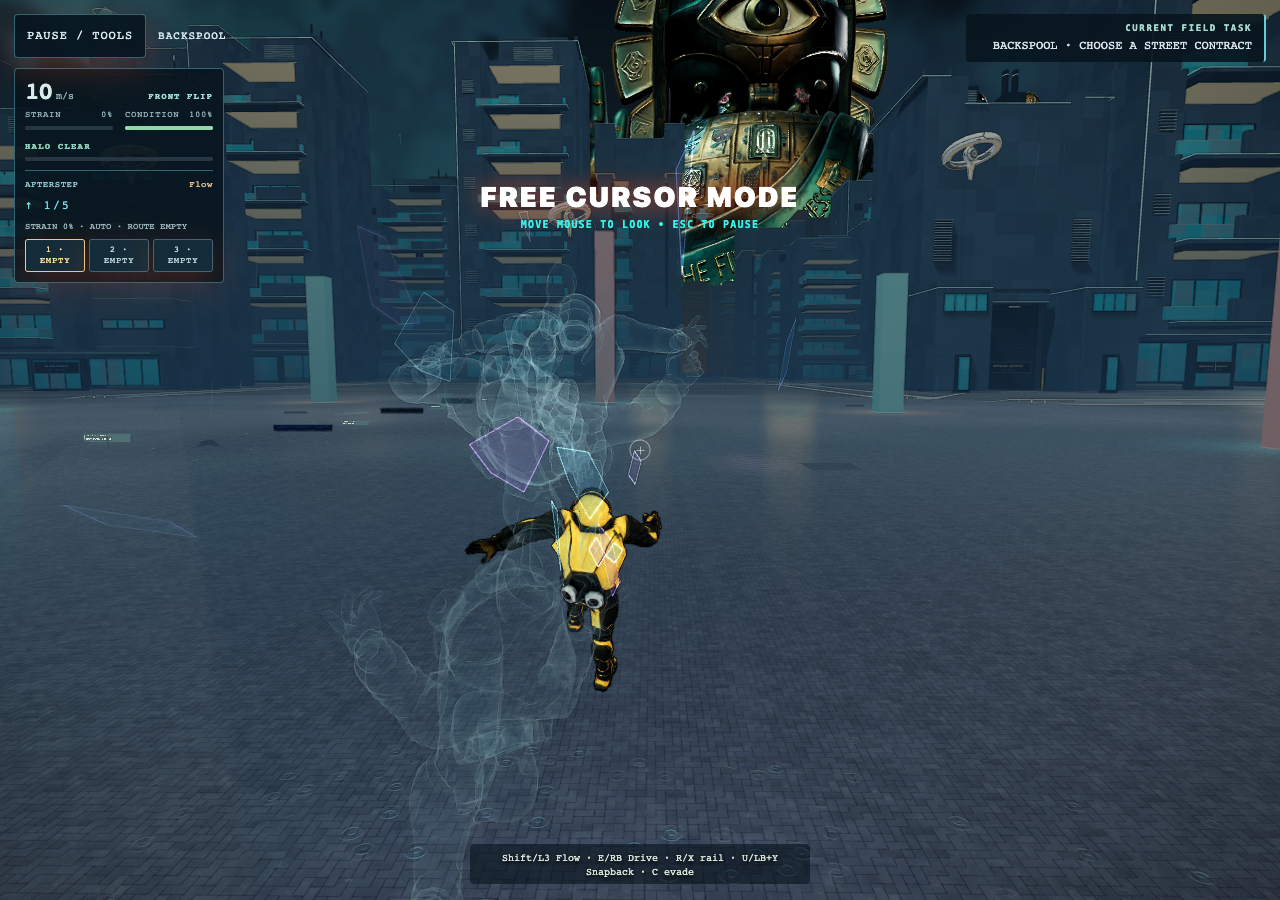 PAUSE / TOOLS
BACKSPOOL
CURRENT FIELD TASK
BACKSPOOL · CHOOSE A STREET CONTRACT
10 m/s
FRONT FLIP
STRAIN 0%
CONDITION 100%
HALO CLEAR
AFTERSTEP
Flow
↑ 1/5
STRAIN 0% · AUTO · ROUTE EMPTY
1 · EMPTY
2 · EMPTY
3 · EMPTY
FREE CURSOR MODE
MOVE MOUSE TO LOOK • ESC TO PAUSE
HE FI
Shift/L3 Flow · E/RB Drive · R/X rail · U/LB+Y
Snapback · C evade